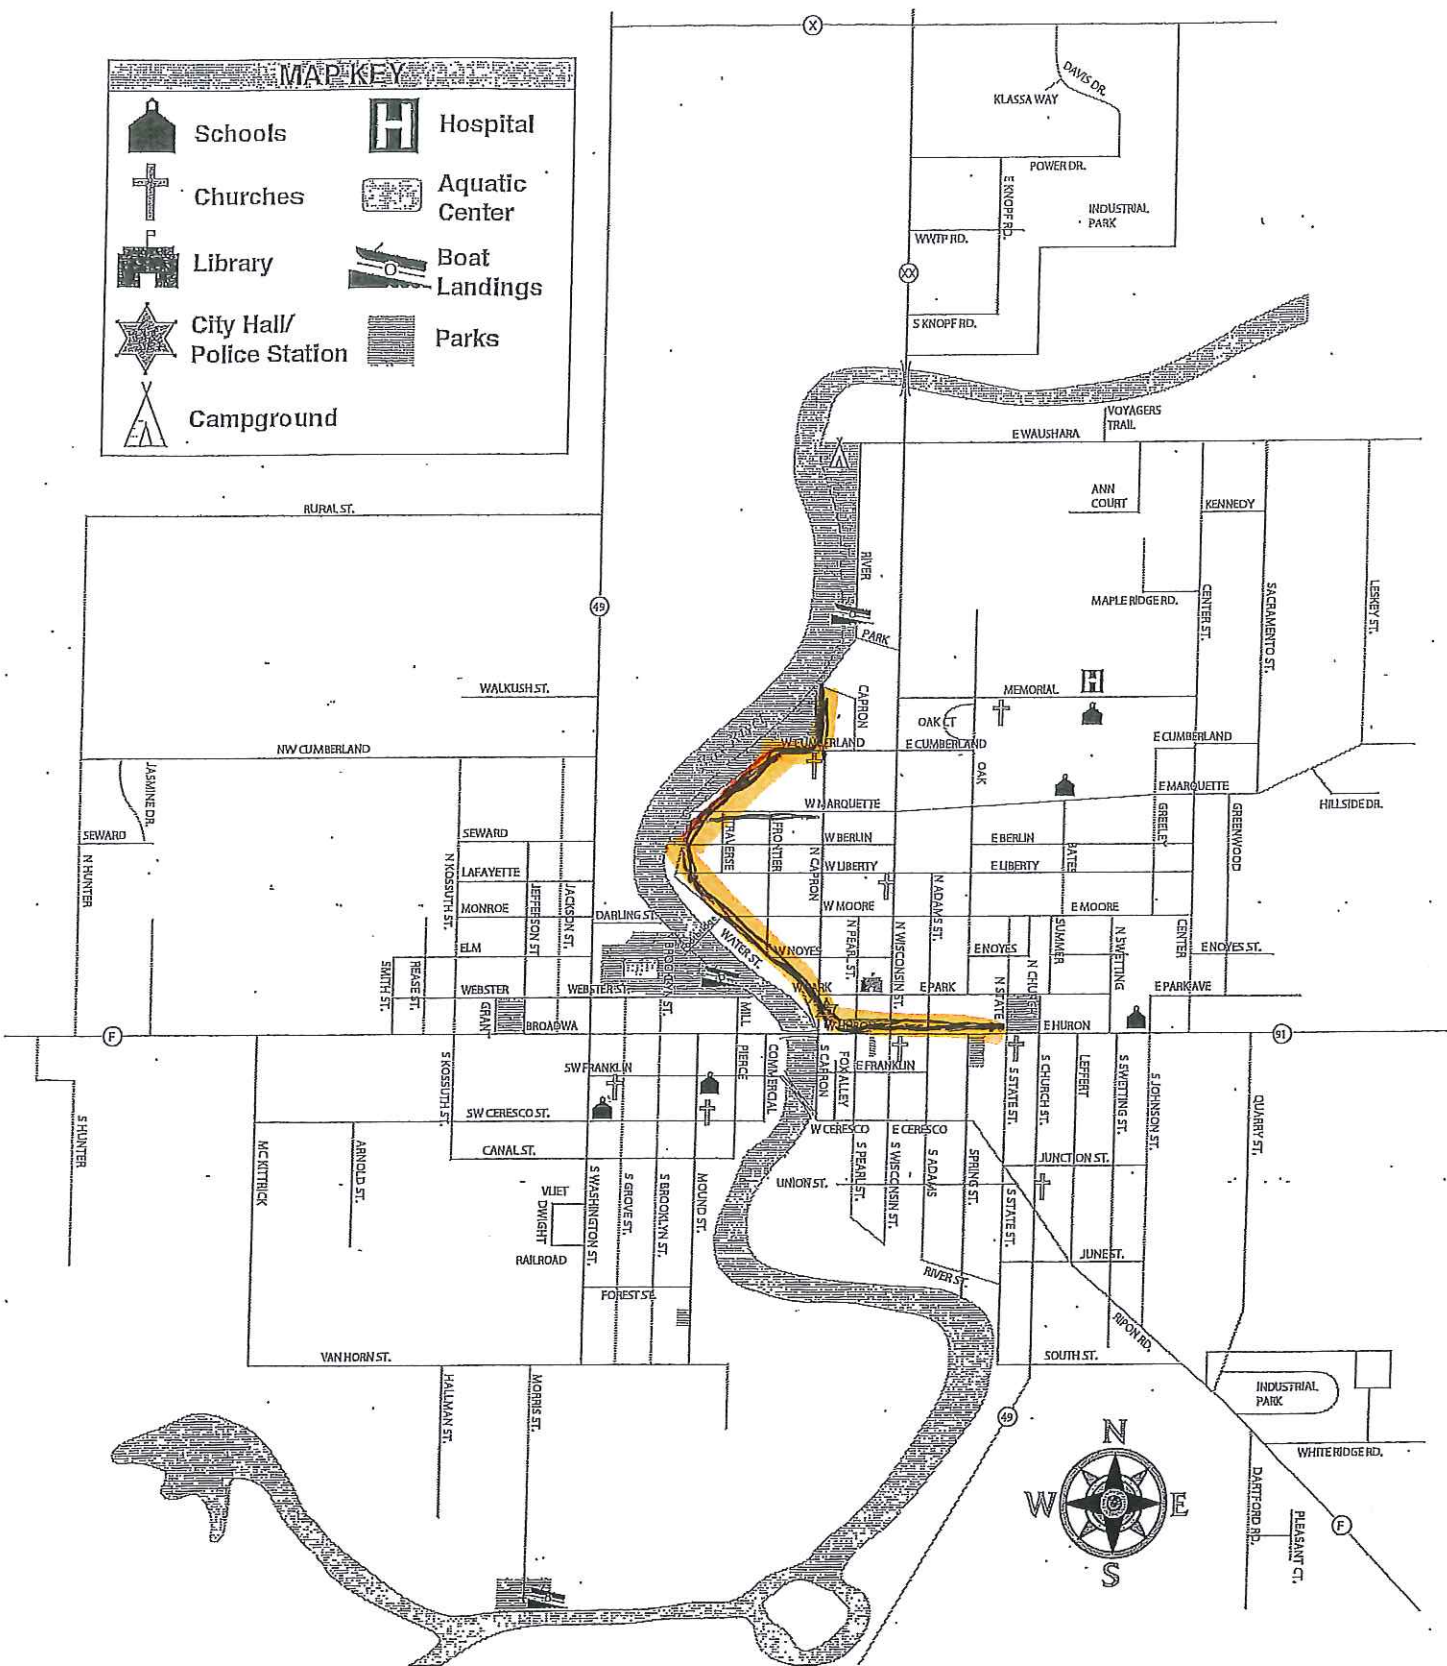 X
MAP KEY
Schools
Hospital
Churches
Aquatic
Center
Library
Boat
Landings
City Hall/
Police Station
Parks
Campground
DAVIS DR.
KLASSA WAY
POWER DR.
E KNOPF RD.
INDUSTRIAL
PARK
WWTP RD.
XX
S KNOPF RD.
VOYAGERS
TRAIL
E WAUSHARA
ANN
COURT
KENNEDY
RURAL ST.
RIVER
MAPLE RIDGE RD.
CENTER ST.
SACRAMENTO ST.
LESKEY ST.
49
PARK
WALKUSH ST.
CAPRON
MEMORIAL
H
OAK CT
W CUMBERLAND
E CUMBERLAND
E CUMBERLAND
NW CUMBERLAND
JASMINE DR.
OAK
E MARQUETTE
W MARQUETTE
HILLSIDE DR.
SEWARD
SEWARD
TRAVERSE
FRONTIER
W BERLIN
E BERLIN
BATES
GREELEY
GREENWOOD
N HUNTER
N KOSSUTH ST.
LAFAYETTE
JEFFERSON ST
JACKSON ST.
N CAPRON
W LIBERTY
E LIBERTY
MONROE
DARLING ST.
W MOORE
N ADAMS ST.
E MOORE
WATER ST.
N PEARL ST.
N WISCONSIN ST.
SUMMER
N SWETTING
CENTER
ELM
W NOYES
E NOYES
E NOYES ST.
SMITH ST.
REASE ST.
WEBSTER
WEBSTER ST.
BROOKLYN ST.
W PARK
E PARK
N STATE
N CHURCH
E PARK AVE
GRANT
BROADWA
MILL
E HURON
F
91
S KOSSUTH ST.
SW FRANKLIN
PIERCE
COMMERCIAL
S CAPRON
FOX ALLEY
E FRANKLIN
S STATE ST.
S CHURCH ST.
LEFFERT
S SWETTING ST.
S JOHNSON ST.
QUARRY ST.
S HUNTER
SW CERESCO ST.
W CERESCO
E CERESCO
MC KITTRICK
ARNOLD ST.
CANAL ST.
JUNCTION ST.
UNION ST.
S PEARL ST.
S WISCONSIN ST.
S ADAMS
SPRING ST.
S STATE ST.
VLIET
DWIGHT
RAILROAD
S WASHINGTON ST.
S GROVE ST.
S BROOKLYN ST.
MOUND ST.
RIVER ST.
JUNE ST.
FOREST ST.
RIPON RD.
VAN HORN ST.
SOUTH ST.
HALLMAN ST.
MORRIS ST.
INDUSTRIAL
PARK
49
N
WHITE RIDGE RD.
W
E
DARTFORD RD.
PLEASANT CT.
F
S